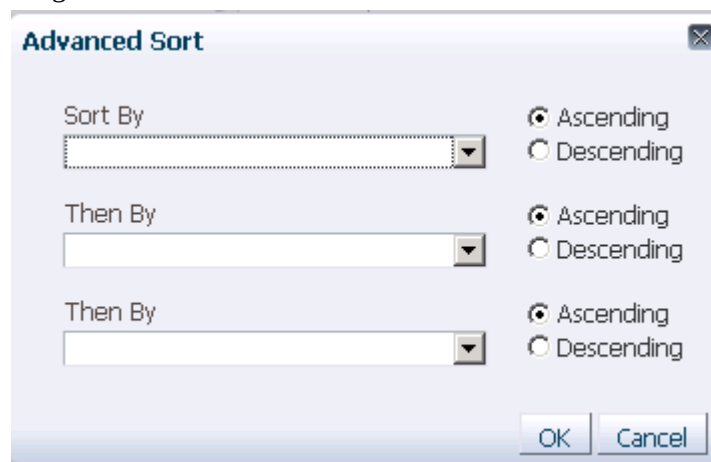 Advanced Sort
Sort By
Ascending
Descending
Then By
Ascending
Descending
Then By
Ascending
Descending
OK Cancel